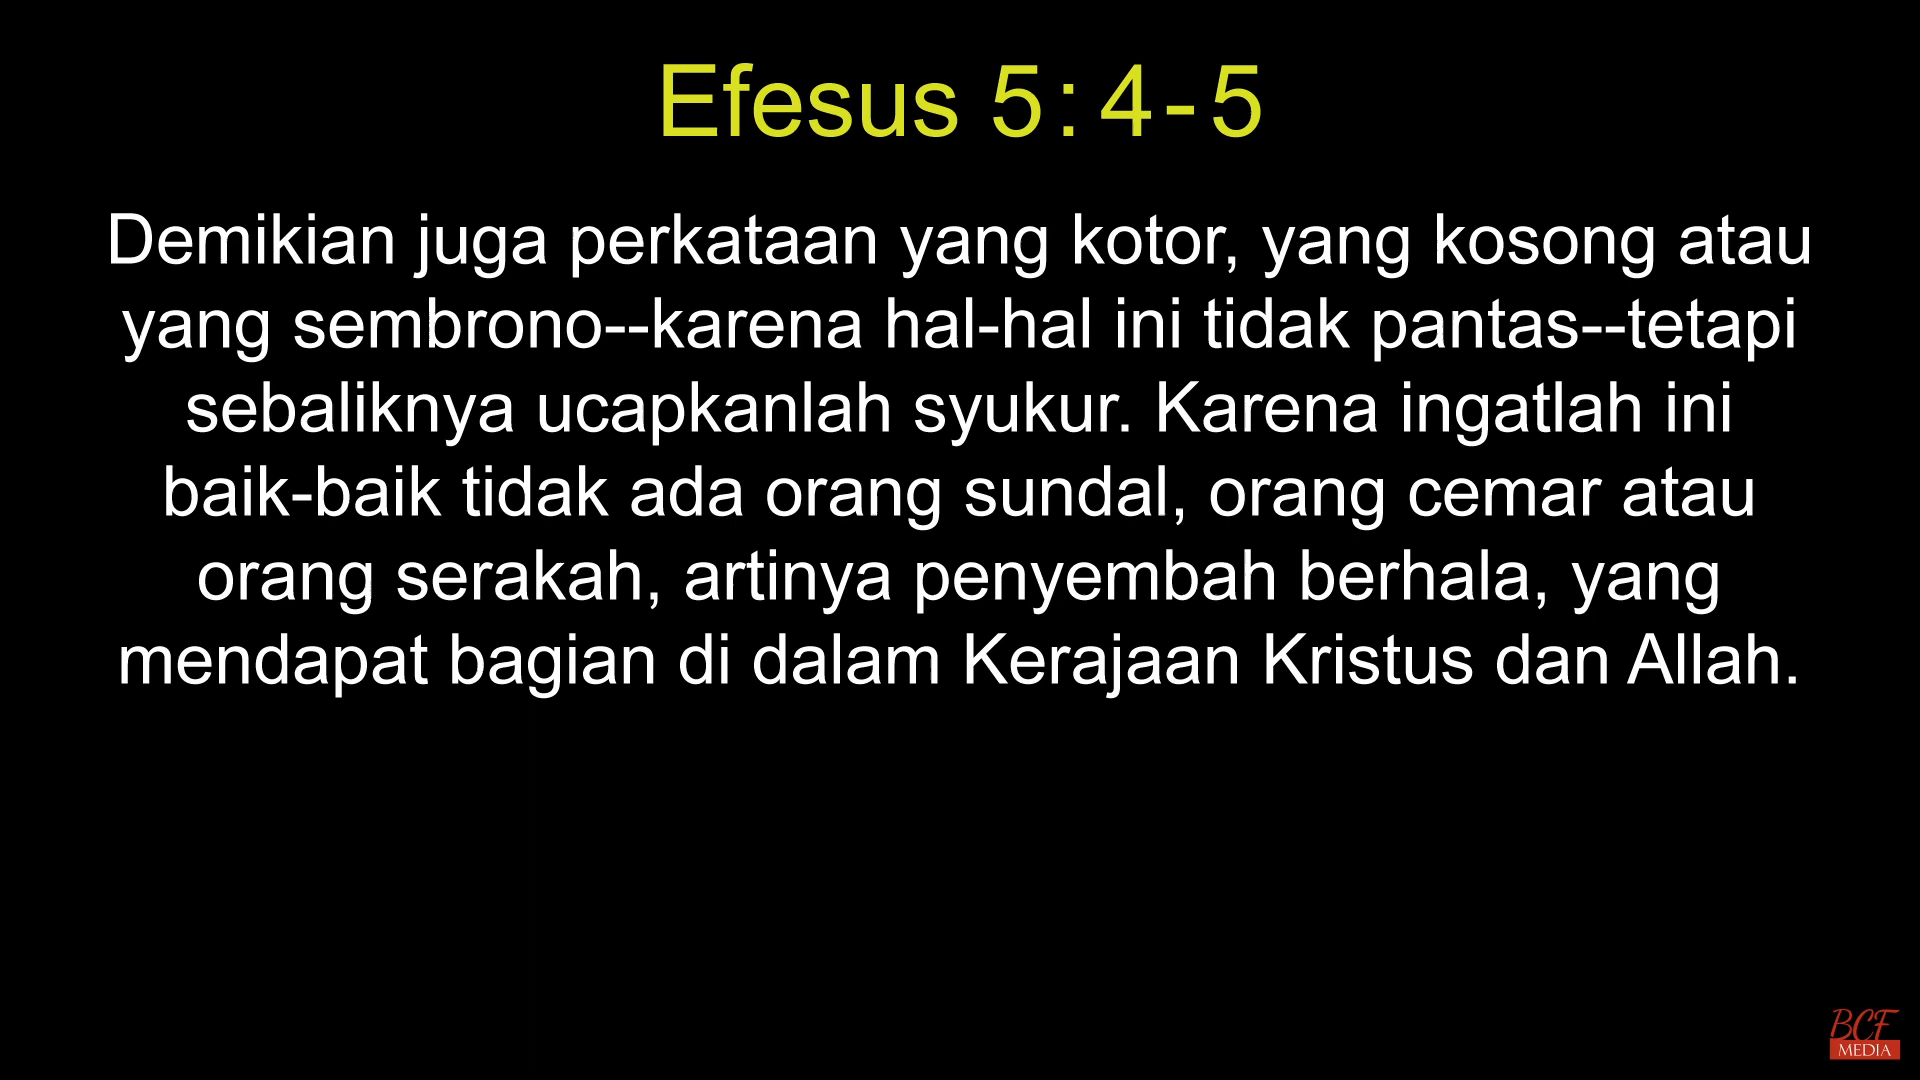 Efesus 5:4-5
Demikian juga perkataan yang kotor, yang kosong atau
yang sembrono--karena hal-hal ini tidak pantas--tetapi
sebaliknya ucapkanlah syukur. Karena ingatlah ini
baik-baik tidak ada orang sundal, orang cemar atau
orang serakah, artinya penyembah berhala, yang
mendapat bagian di dalam Kerajaan Kristus dan Allah.
BCF
MEDIA